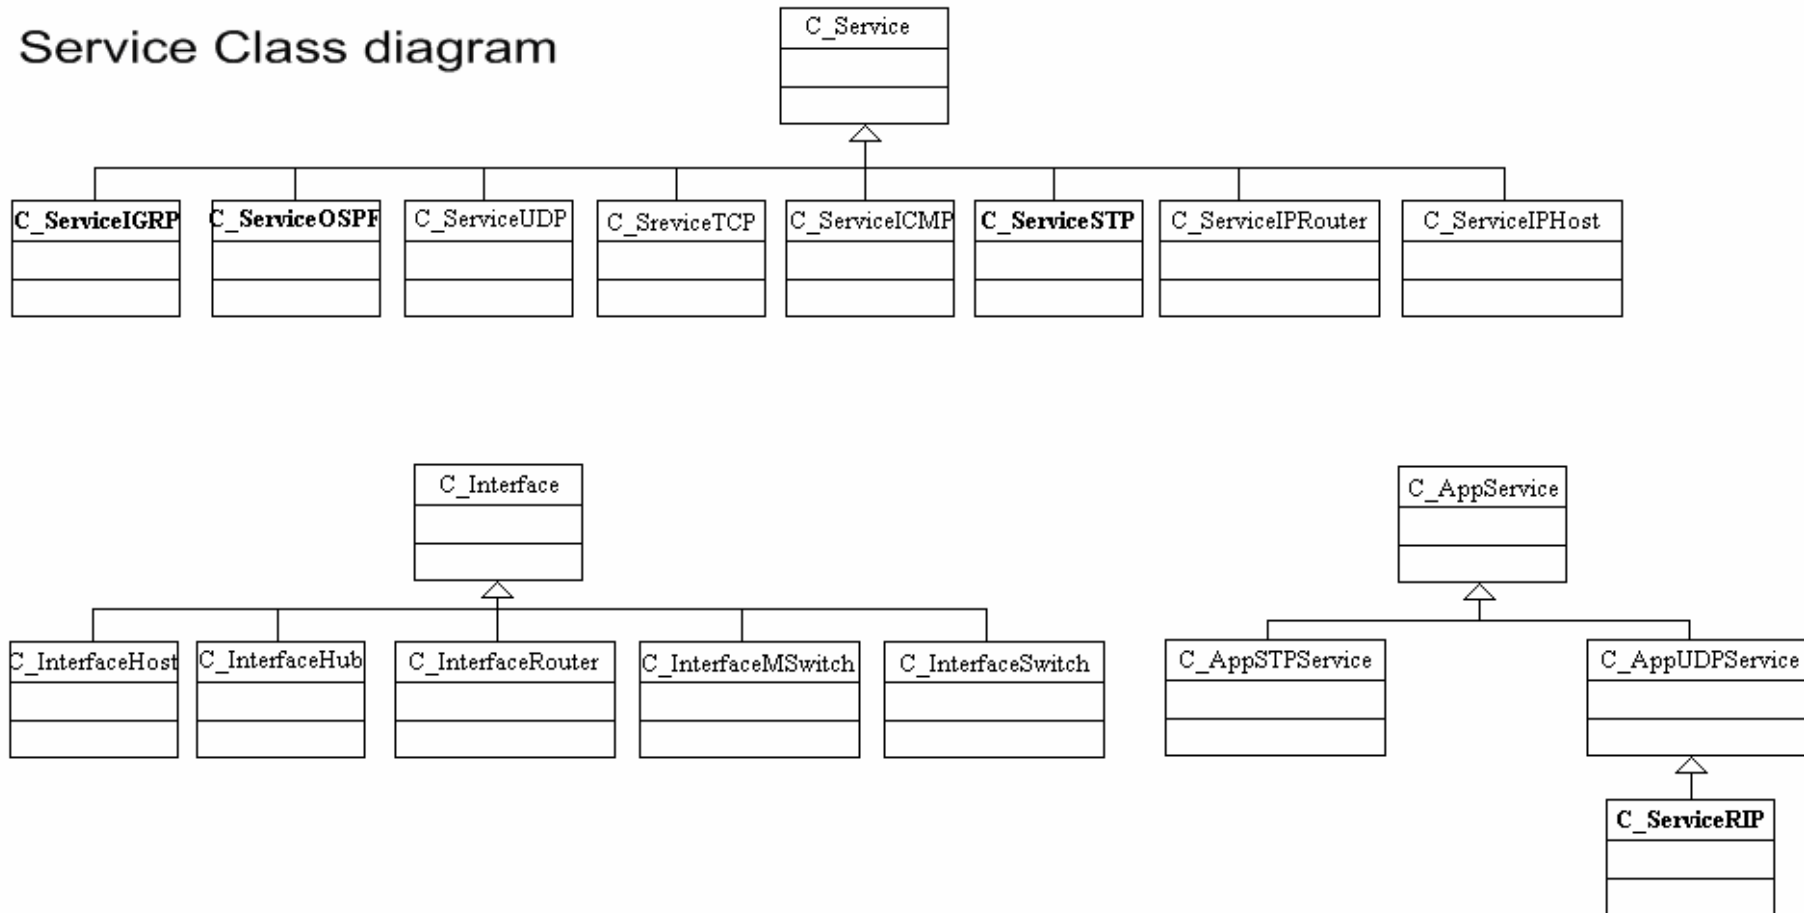 Service Class diagram
C_Service
C_ServiceIGRP
C_ServiceOSPF
C_ServiceUDP
C_SreviceTCP
C_ServiceICMP
C_ServiceSTP
C_ServiceIPRouter
C_ServiceIPHost
C_Interface
C_AppService
C_InterfaceHost
C_InterfaceHub
C_InterfaceRouter
C_InterfaceMSwitch
C_InterfaceSwitch
C_AppSTPService
C_AppUDPService
C_ServiceRIP